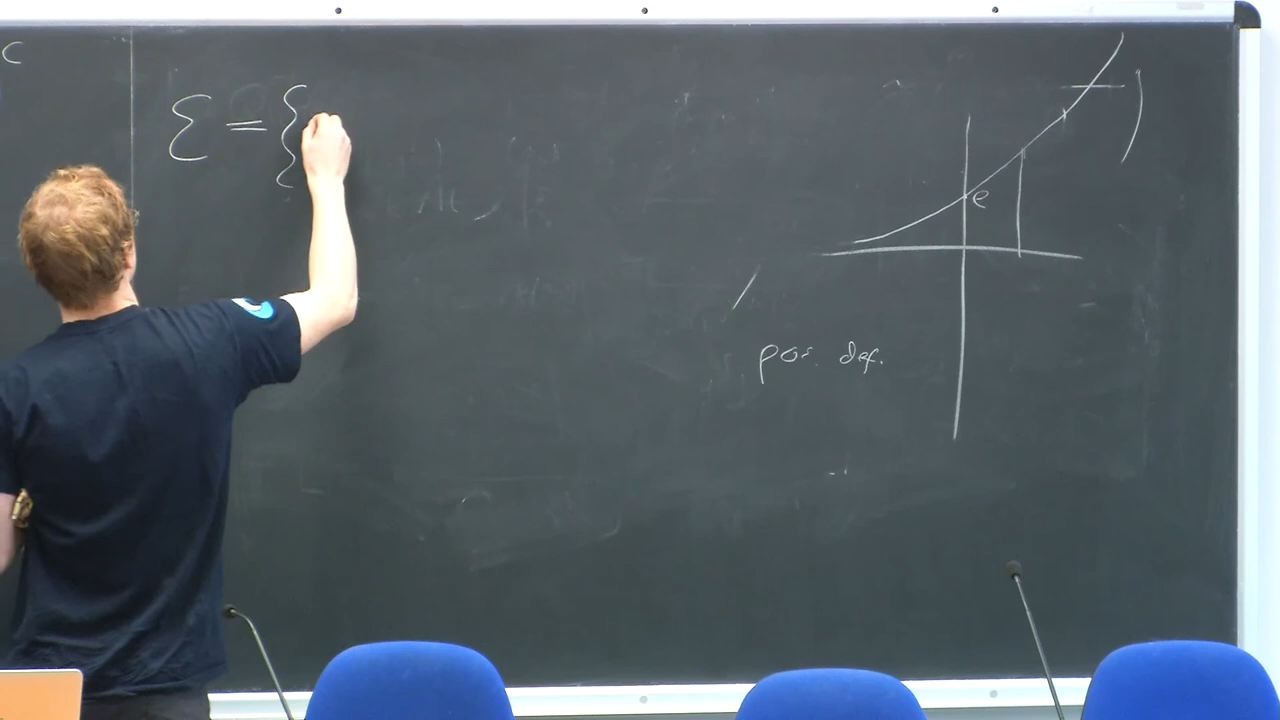 c
Ɛ = {
e
pos. def.